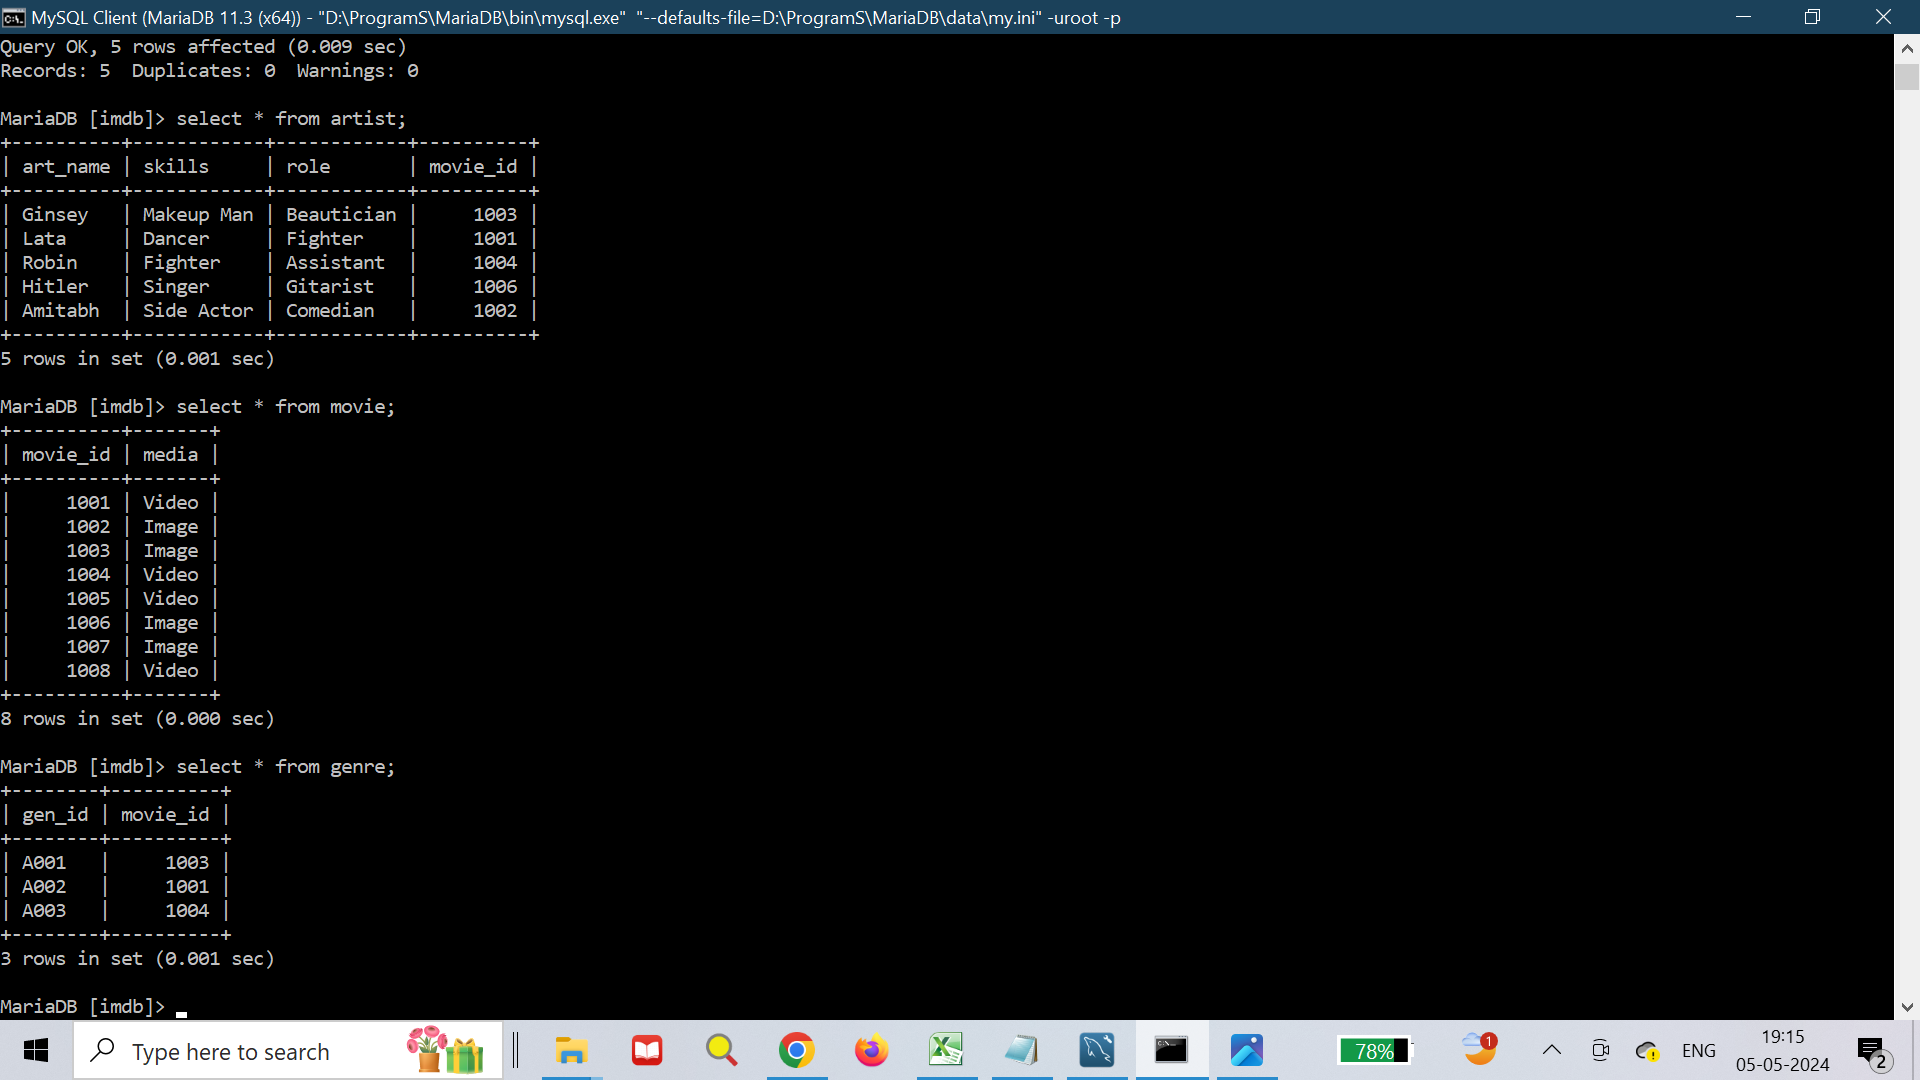 MySQL Client (MariaDB 11.3 (x64)) - "D:\ProgramS\MariaDB\bin\mysql.exe"  "--defaults-file=D:\ProgramS\MariaDB\data\my.ini" -uroot -p
Query OK, 5 rows affected (0.009 sec)
Records: 5  Duplicates: 0  Warnings: 0
MariaDB [imdb]> select * from artist;
+----------+------------+------------+----------+
| art_name | skills     | role       | movie_id |
+----------+------------+------------+----------+
| Ginsey   | Makeup Man | Beautician |     1003 |
| Lata     | Dancer     | Fighter    |     1001 |
| Robin    | Fighter    | Assistant  |     1004 |
| Hitler   | Singer     | Gitarist   |     1006 |
| Amitabh  | Side Actor | Comedian   |     1002 |
+----------+------------+------------+----------+
5 rows in set (0.001 sec)
MariaDB [imdb]> select * from movie;
+----------+-------+
| movie_id | media |
+----------+-------+
|     1001 | Video |
|     1002 | Image |
|     1003 | Image |
|     1004 | Video |
|     1005 | Video |
|     1006 | Image |
|     1007 | Image |
|     1008 | Video |
+----------+-------+
8 rows in set (0.000 sec)
MariaDB [imdb]> select * from genre;
+--------+----------+
| gen_id | movie_id |
+--------+----------+
| A001   |     1003 |
| A002   |     1001 |
| A003   |     1004 |
+--------+----------+
3 rows in set (0.001 sec)
MariaDB [imdb]> _
Type here to search
78%
1
ENG
19:15
05-05-2024
2